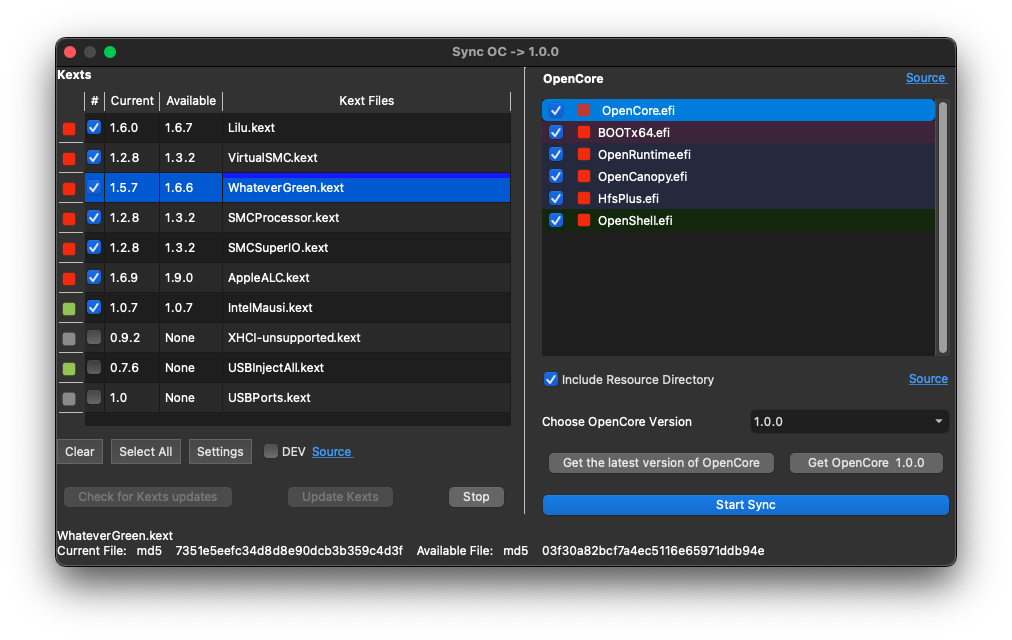 Sync OC -> 1.0.0
Kexts
# Current Available Kext Files
1.6.0 1.6.7 Lilu.kext
1.2.8 1.3.2 VirtualSMC.kext
1.5.7 1.6.6 WhateverGreen.kext
1.2.8 1.3.2 SMCProcessor.kext
1.2.8 1.3.2 SMCSuperIO.kext
1.6.9 1.9.0 AppleALC.kext
1.0.7 1.0.7 IntelMausi.kext
0.9.2 None XHCI-unsupported.kext
0.7.6 None USBInjectAll.kext
1.0 None USBPorts.kext
Clear Select All Settings DEV Source
Check for Kexts updates Update Kexts Stop
OpenCore Source
OpenCore.efi
BOOTx64.efi
OpenRuntime.efi
OpenCanopy.efi
HfsPlus.efi
OpenShell.efi
Include Resource Directory Source
Choose OpenCore Version 1.0.0
Get the latest version of OpenCore Get OpenCore 1.0.0
Start Sync
WhateverGreen.kext
Current File: md5 7351e5eefc34d8d8e90dcb3b359c4d3f Available File: md5 03f30a82bcf7a4ec5116e65971ddb94e